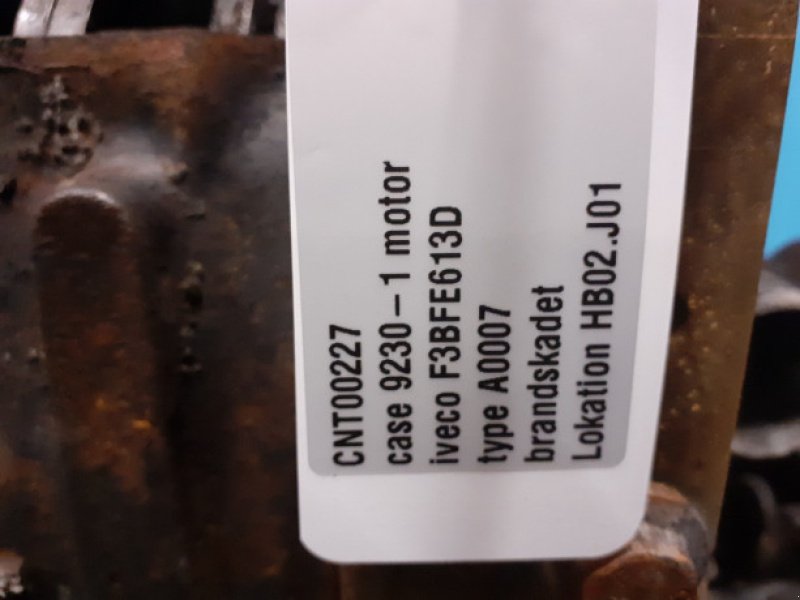 CNT00227
case 9230-1 motor
iveco F3BFE613D
type A0007
brandskadet
Lokation HB02.J01